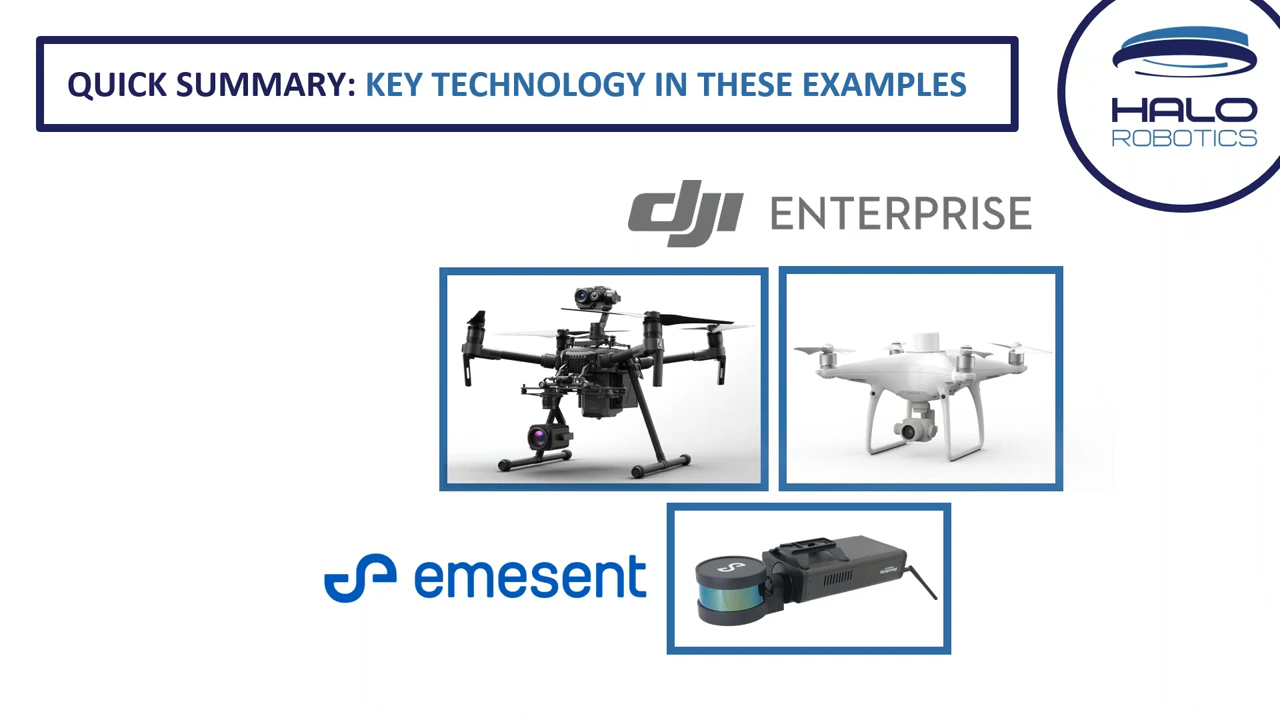 QUICK SUMMARY: KEY TECHNOLOGY IN THESE EXAMPLES
HALO
ROBOTICS
dji ENTERPRISE
emesent